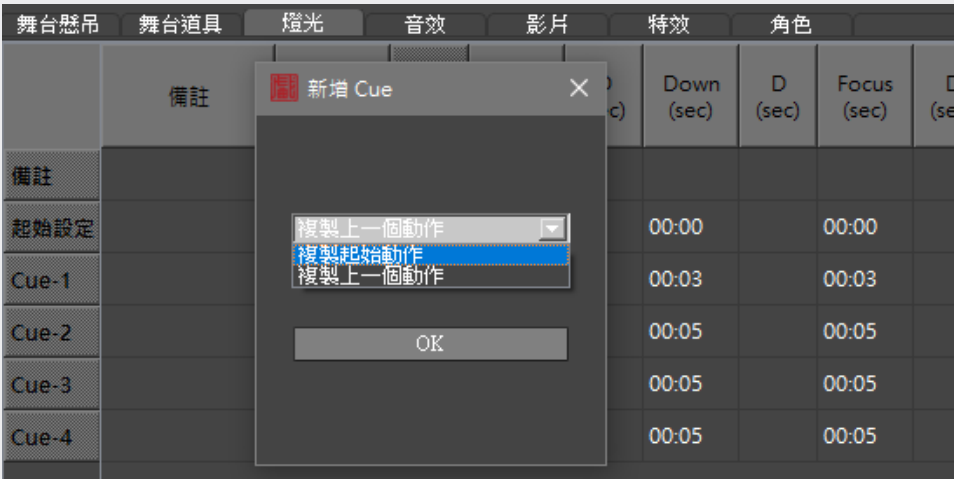 舞台懸吊 舞台道具 燈光 音效 影片 特效 角色
備註 Down (sec) D (sec) Focus (sec)
戲 新增 Cue
備註
起始設定 00:00 00:00
Cue-1 00:03 00:03
Cue-2 00:05 00:05
Cue-3 00:05 00:05
Cue-4 00:05 00:05
複製上一個動作
複製起始動作
複製上一個動作
OK